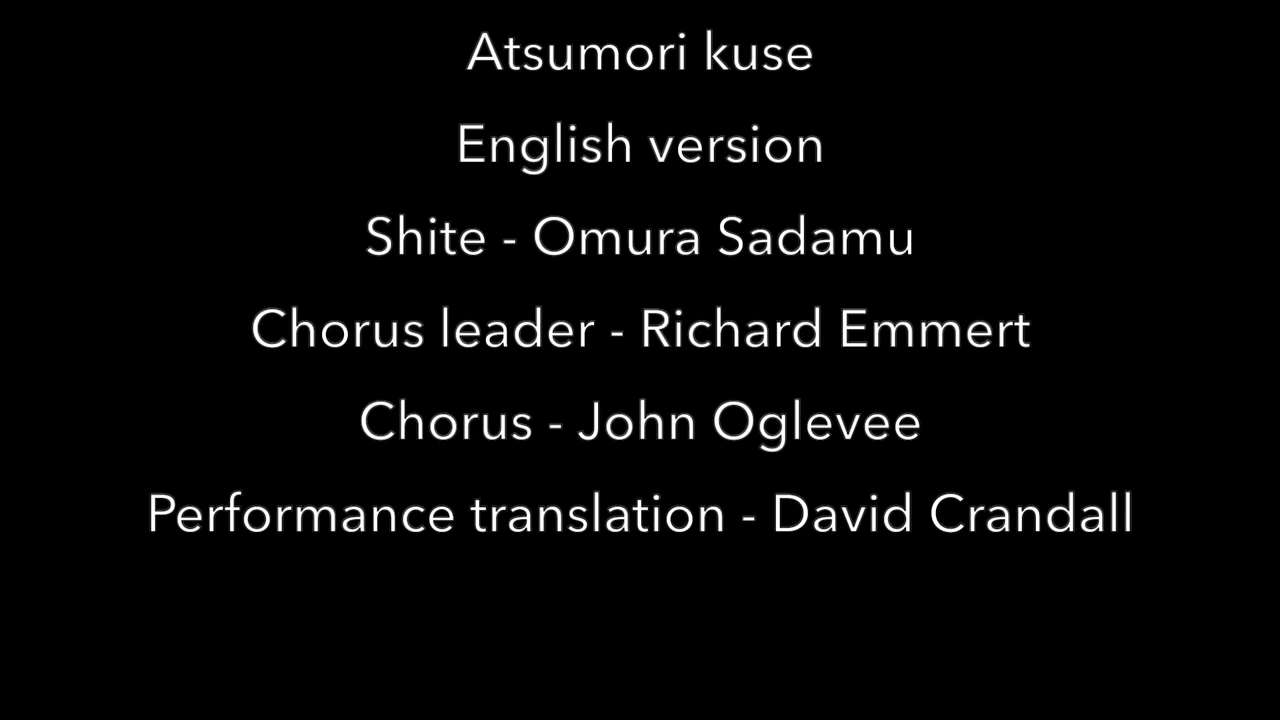 Atsumori kuse
English version
Shite - Omura Sadamu
Chorus leader - Richard Emmert
Chorus - John Oglevee
Performance translation - David Crandall